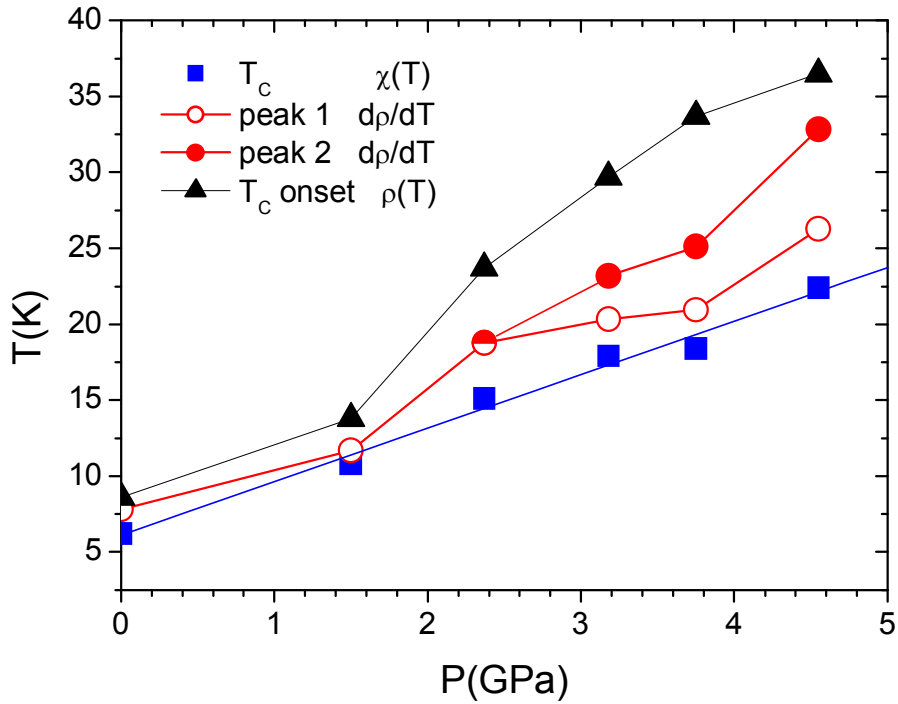 40
35
30
25
20
15
10
5
T(K)
T_C χ(T)
peak 1 dρ/dT
peak 2 dρ/dT
T_C onset ρ(T)
0 1 2 3 4 5
P(GPa)